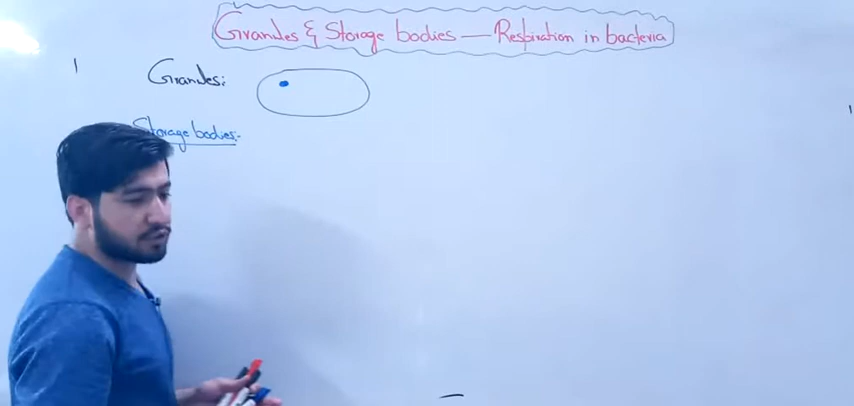 Granules & Storage bodies — Respiration in bacteria
Granules:
Storage bodies:-